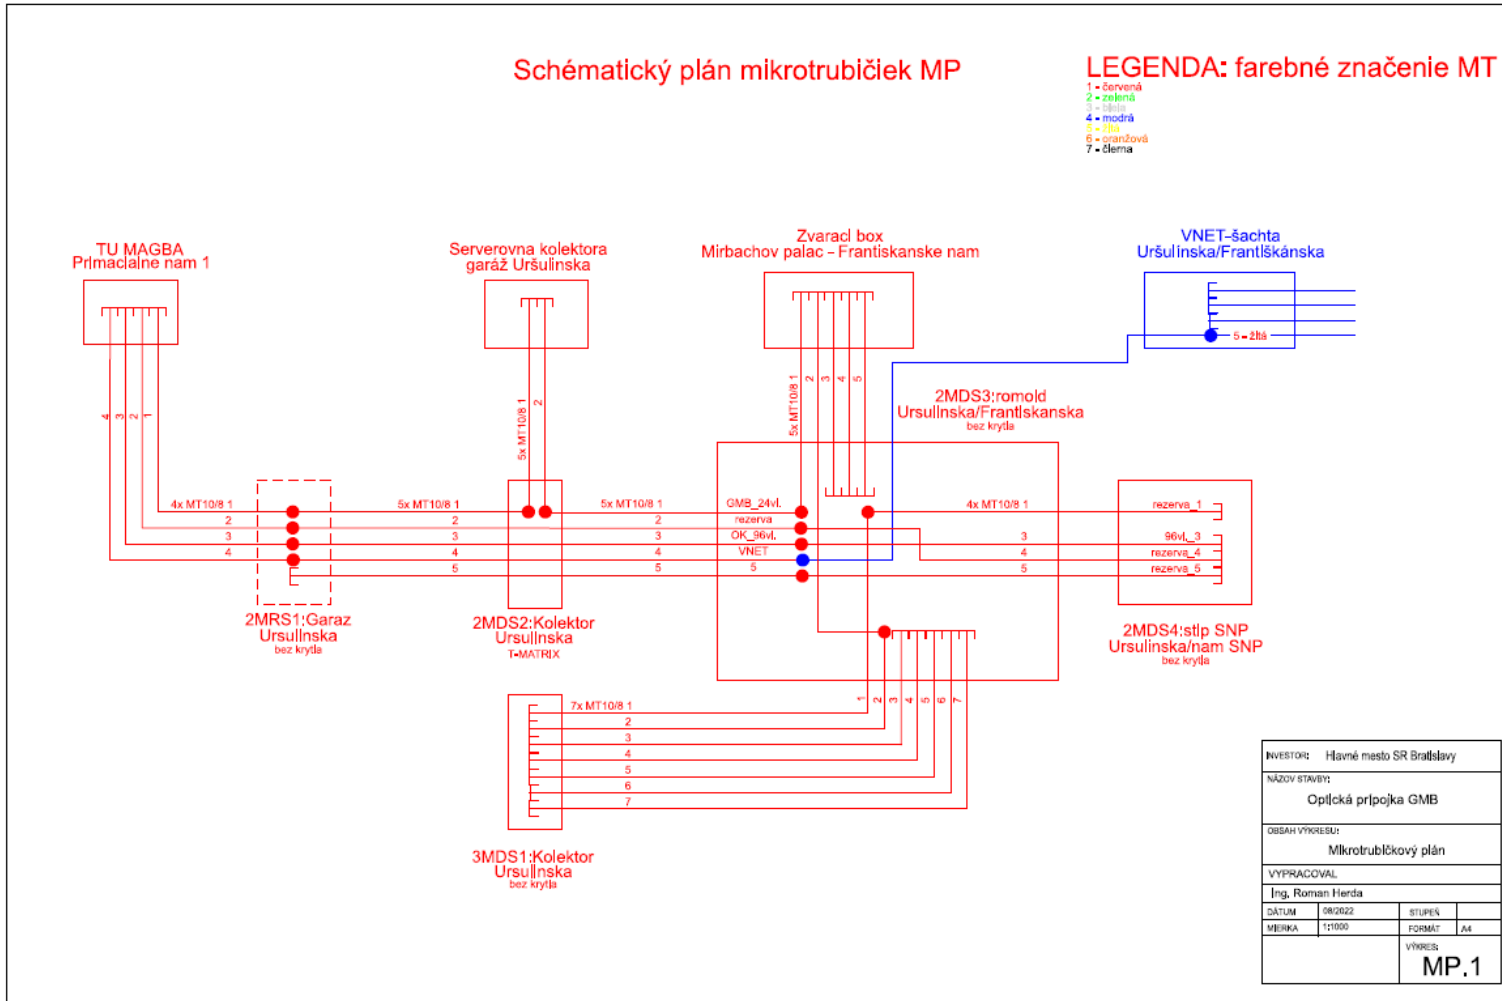 Schématický plán mikrotrubičiek MP
LEGENDA: farebné značenie MT
1 - červená
2 - zelená
3 - biela
4 - modrá
5 - žltá
6 - oranžová
7 - čierna
TU MAGBA
Primacialne nam 1
Serverovna kolektora
garáž Uršulinska
Zvaraci box
Mirbachov palac - Frantiskanske nam
VNET-šachta
Uršulínska/Františkánska
5 - žltá
2MDS3:romold
Ursulinska/Frantiskanska
bez krytia
4
3
2
1
5x MT10/8 1
2
5x MT10/8 1
2
3
4
5
4x MT10/8 1
2
3
4
5x MT10/8 1
2
3
4
5
5x MT10/8 1
2
3
4
5
GMB_24vl.
rezerva
OK_96vl.
VNET
5
4x MT10/8 1
3
4
5
rezerva_1
96vl._3
rezerva_4
rezerva_5
2MRS1:Garaz
Ursulinska
bez krytia
2MDS2:Kolektor
Ursulinska
T-MATRIX
2MDS4:stlp SNP
Ursulinska/nam SNP
bez krytia
1
2
3
4
5
6
7
7x MT10/8 1
2
3
4
5
6
7
3MDS1:Kolektor
Ursulinska
bez krytia
INVESTOR: Hlavné mesto SR Bratislavy
NÁZOV STAVBY:
Optická prípojka GMB
OBSAH VÝKRESU:
Mikrotrubičkový plán
VYPRACOVAL
Ing. Roman Herda
DÁTUM 08/2022 STUPEŇ
MIERKA 1:1000 FORMÁT A4
VÝKRES:
MP.1